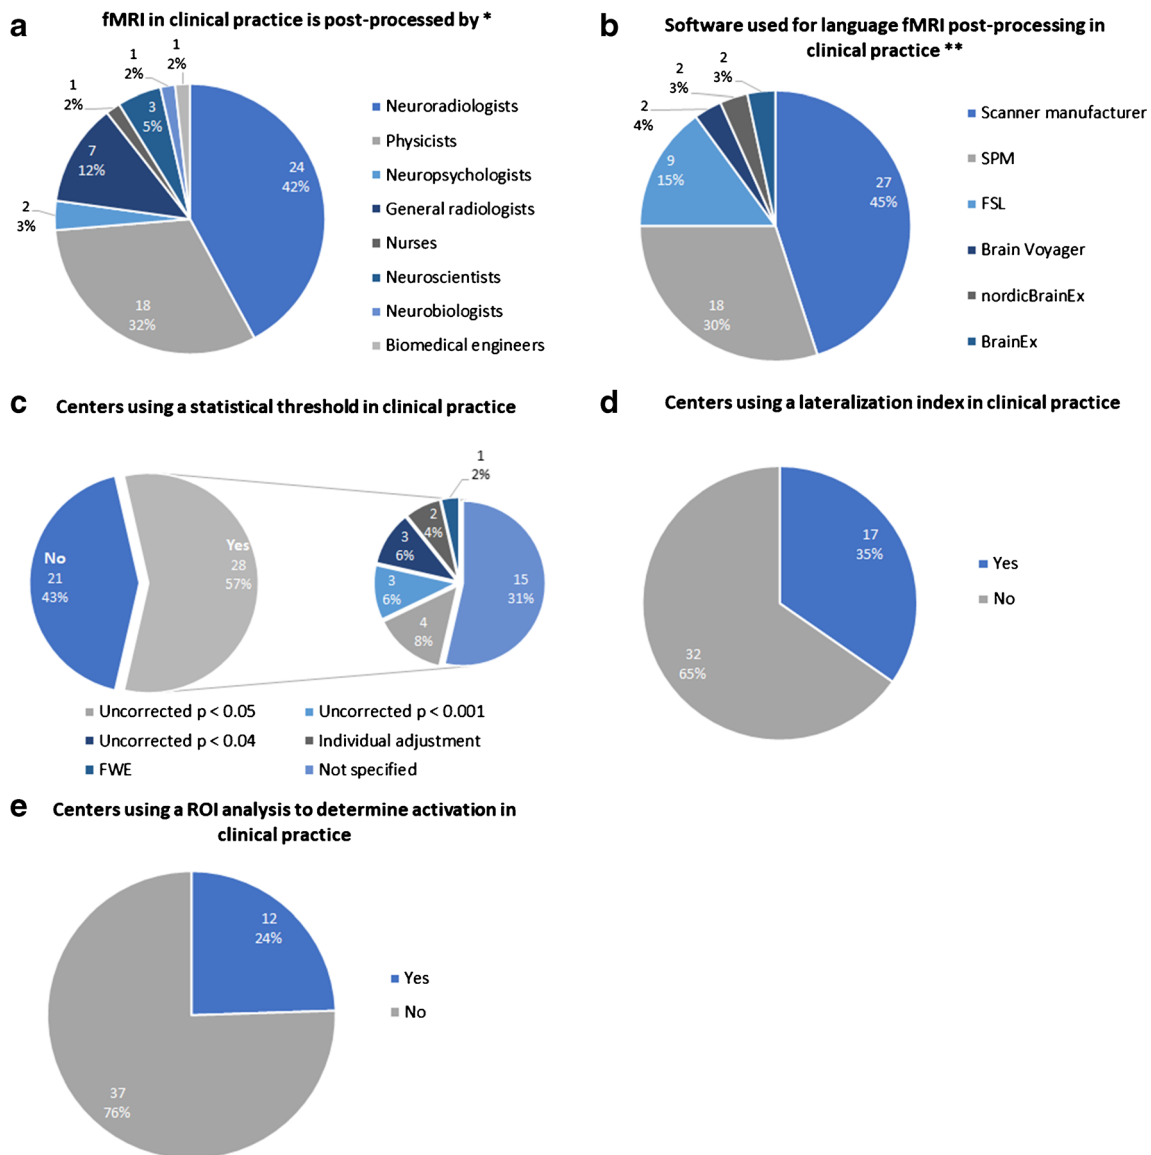 a
fMRI in clinical practice is post-processed by *
1
2%
1
2%
1
2%
3
5%
7
12%
2
3%
18
32%
24
42%
Neuroradiologists
Physicists
Neuropsychologists
General radiologists
Nurses
Neuroscientists
Neurobiologists
Biomedical engineers
b
Software used for language fMRI post-processing in
clinical practice **
2
3%
2
3%
2
4%
9
15%
18
30%
27
45%
Scanner manufacturer
SPM
FSL
Brain Voyager
nordicBrainEx
BrainEx
c
Centers using a statistical threshold in clinical practice
No
21
43%
Yes
28
57%
1
2%
2
4%
3
6%
3
6%
4
8%
15
31%
Uncorrected p < 0.05
Uncorrected p < 0.001
Uncorrected p < 0.04
Individual adjustment
FWE
Not specified
d
Centers using a lateralization index in clinical practice
17
35%
32
65%
Yes
No
e
Centers using a ROI analysis to determine activation in
clinical practice
12
24%
37
76%
Yes
No